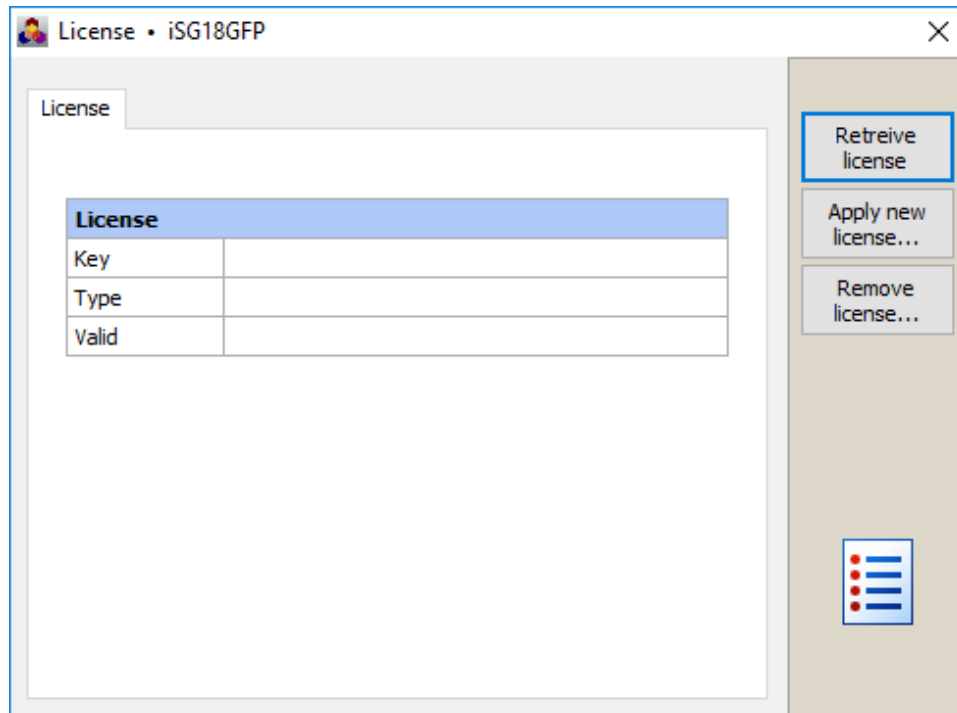 License • iSG18GFP
License
License
Key
Type
Valid
Retreive
license
Apply new
license...
Remove
license...